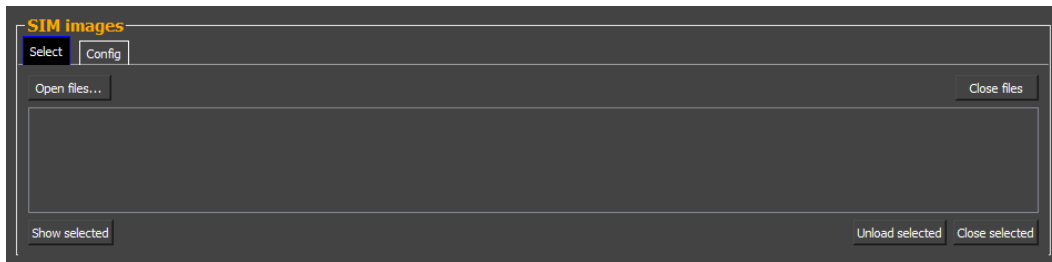 SIM images
Select Config
Open files... Close files
Show selected Unload selected Close selected